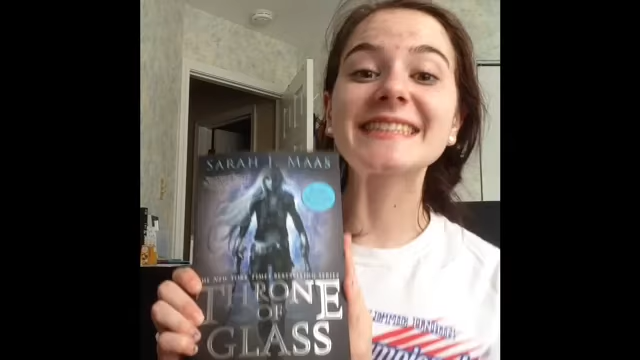 SARAH J. MAAS
THE NEW YORK TIMES BESTSELLING SERIES
THRONE
OF
GLASS